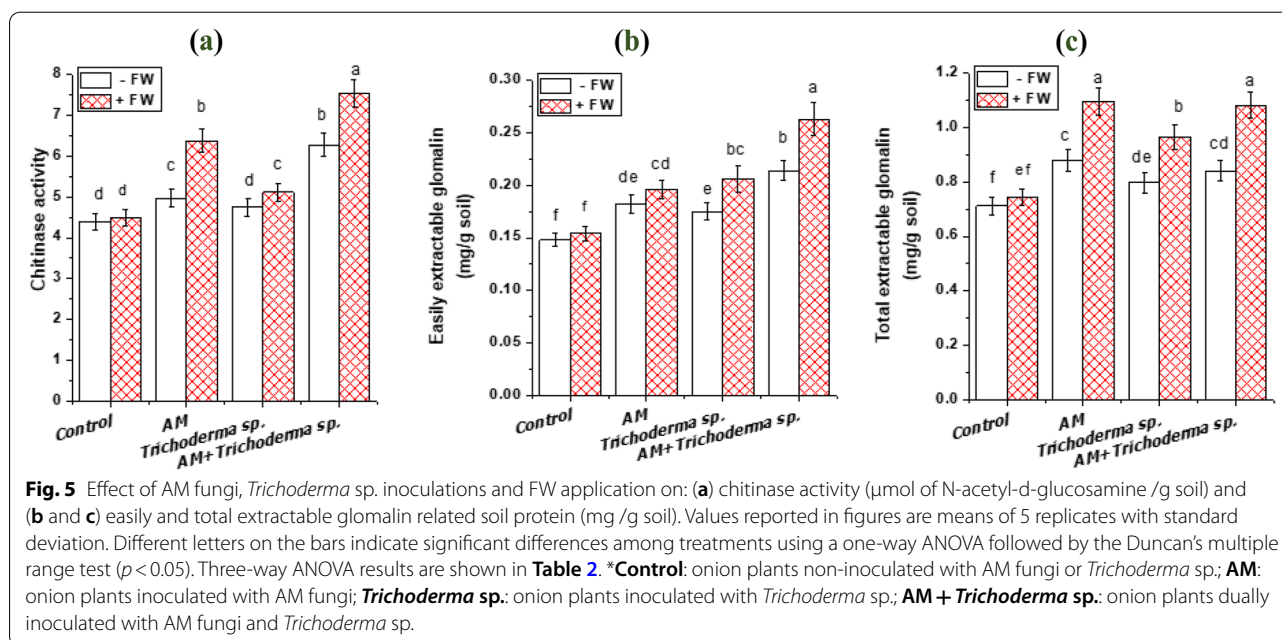 (a)
(b)
(c)
Chitinase activity
8
7
6
5
4
3
2
1
0
- FW
+ FW
d
d
c
b
d
c
b
a
Control
AM
Trichoderma sp.
AM+Trichoderma sp.
Easily extractable glomalin
(mg/g soil)
0.30
0.25
0.20
0.15
0.10
0.05
0.00
- FW
+ FW
f
f
de
cd
e
bc
b
a
Control
AM
Trichoderma sp.
AM+Trichoderma sp.
Total extractable glomalin
(mg/g soil)
1.2
1.0
0.8
0.6
0.4
0.2
0.0
- FW
+ FW
f
ef
c
a
de
b
cd
a
Control
AM
Trichoderma sp.
AM+Trichoderma sp.
Fig. 5 Effect of AM fungi, Trichoderma sp. inoculations and FW application on: (a) chitinase activity (μmol of N-acetyl-d-glucosamine /g soil) and
(b and c) easily and total extractable glomalin related soil protein (mg /g soil). Values reported in figures are means of 5 replicates with standard
deviation. Different letters on the bars indicate significant differences among treatments using a one-way ANOVA followed by the Duncan's multiple
range test (p < 0.05). Three-way ANOVA results are shown in Table 2. *Control: onion plants non-inoculated with AM fungi or Trichoderma sp.; AM:
onion plants inoculated with AM fungi; Trichoderma sp.: onion plants inoculated with Trichoderma sp.; AM + Trichoderma sp.: onion plants dually
inoculated with AM fungi and Trichoderma sp.